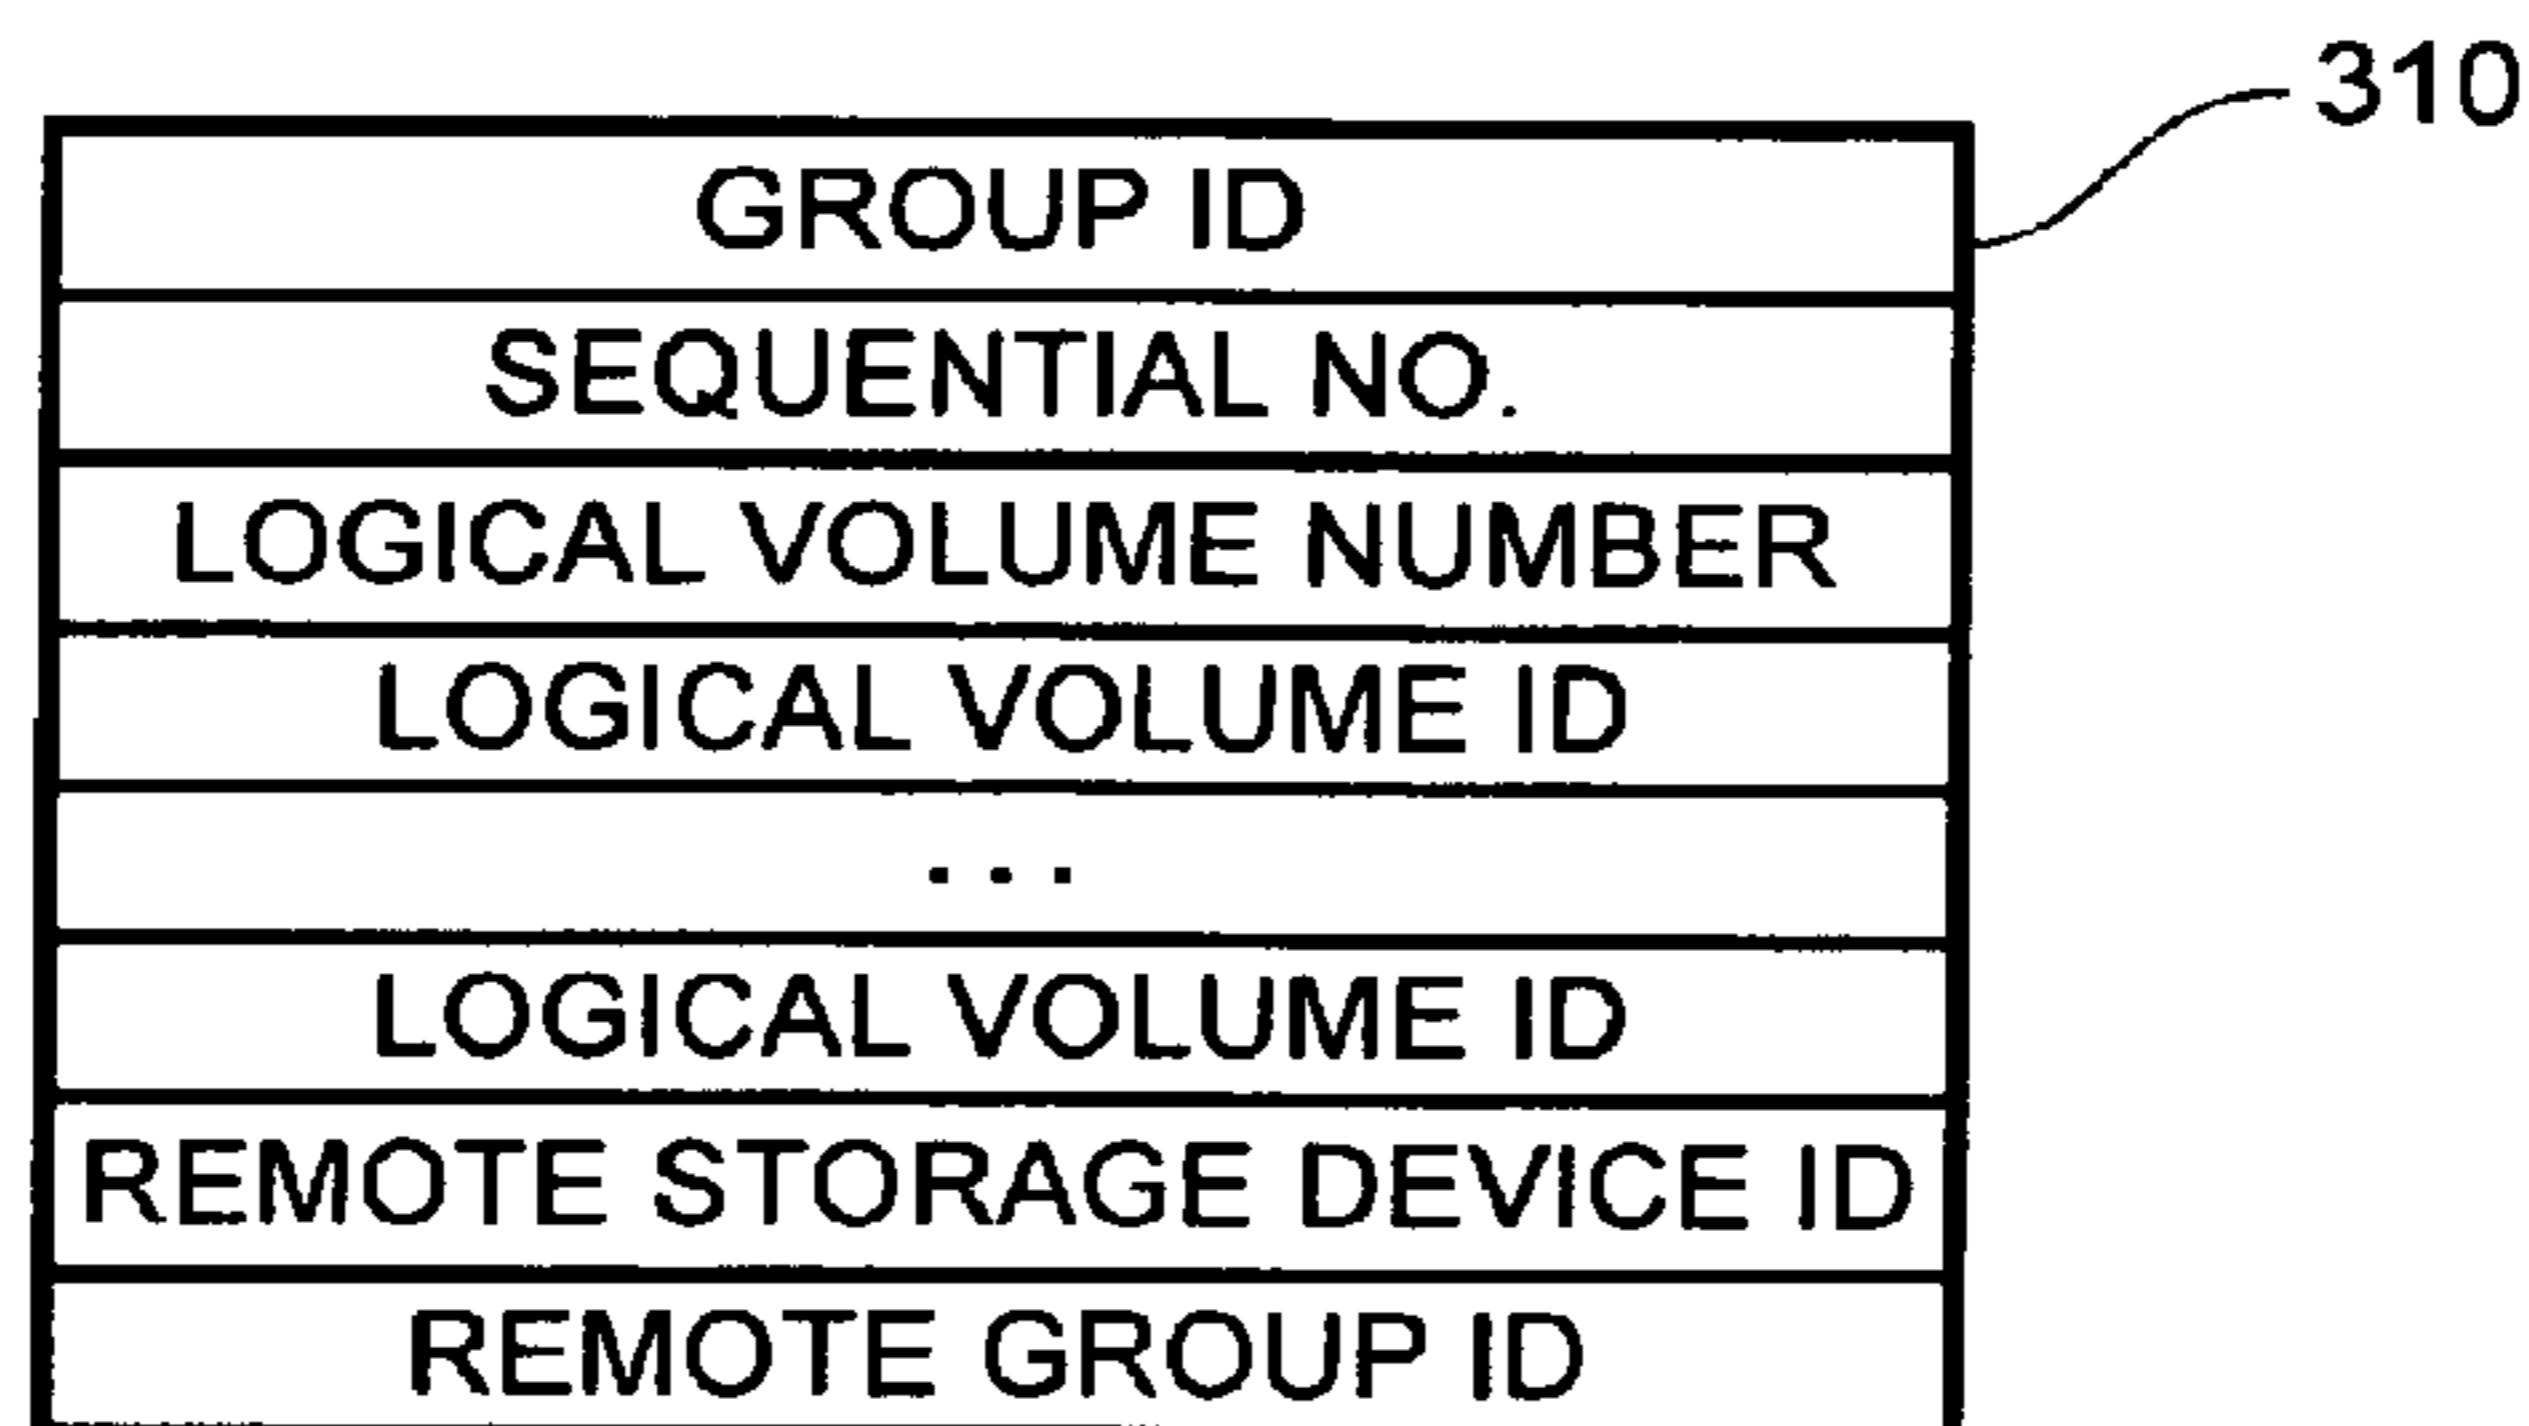 310
GROUP ID
SEQUENTIAL NO.
LOGICAL VOLUME NUMBER
LOGICAL VOLUME ID
...
LOGICAL VOLUME ID
REMOTE STORAGE DEVICE ID
REMOTE GROUP ID